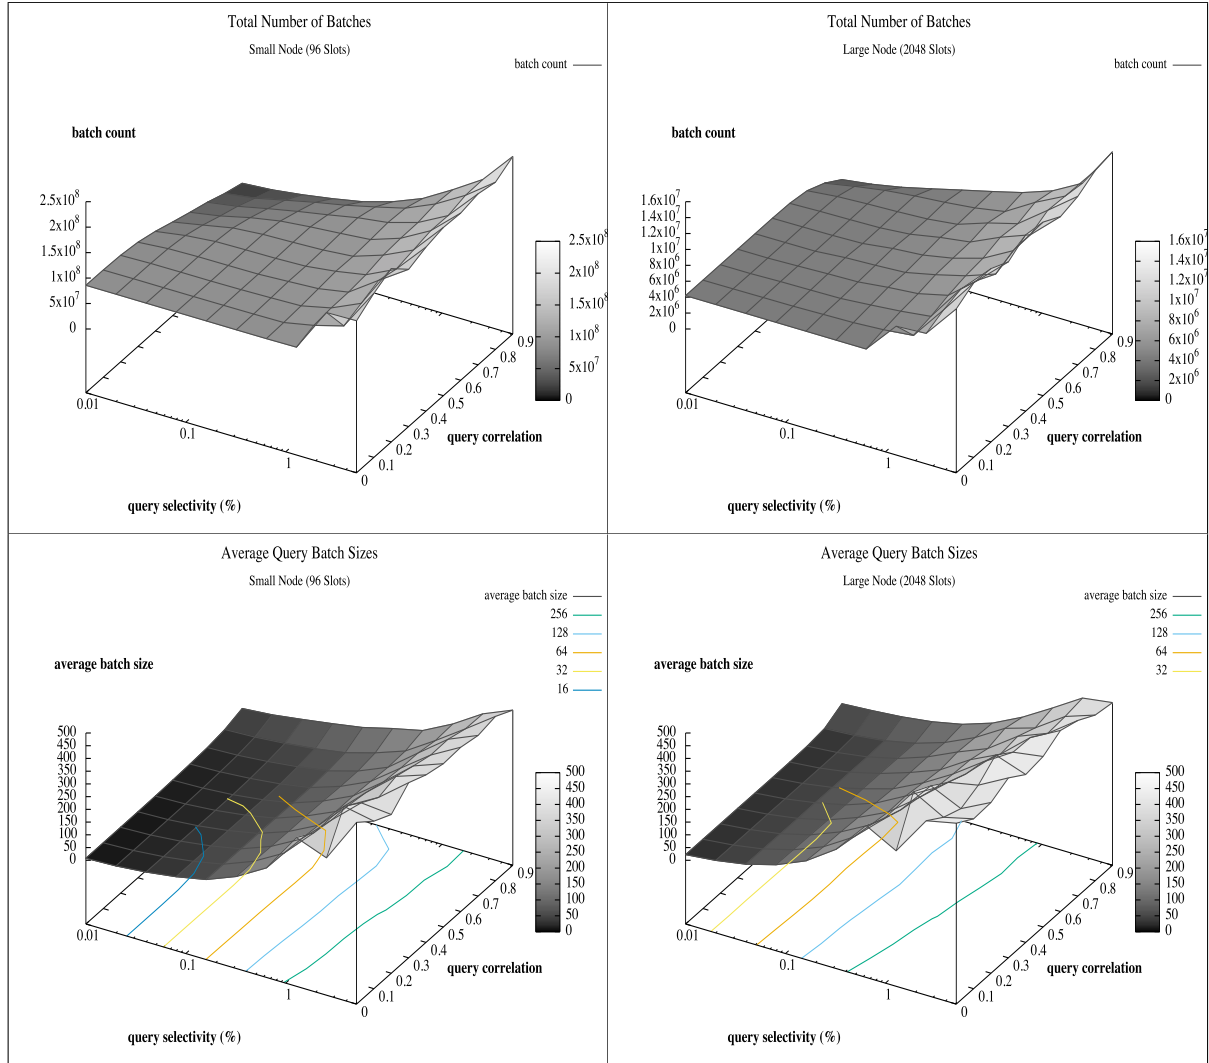 Total Number of Batches
Small Node (96 Slots)
batch count
batch count
2.5x10^8
2x10^8
1.5x10^8
1x10^8
5x10^7
0
2.5x10^8
2x10^8
1.5x10^8
1x10^8
5x10^7
0
0.01
0.1
1
0
0.1
0.2
0.3
0.4
0.5
0.6
0.7
0.8
0.9
query correlation
query selectivity (%)
Total Number of Batches
Large Node (2048 Slots)
batch count
batch count
1.6x10^7
1.4x10^7
1.2x10^7
1x10^7
8x10^6
6x10^6
4x10^6
2x10^6
0
1.6x10^7
1.4x10^7
1.2x10^7
1x10^7
8x10^6
6x10^6
4x10^6
2x10^6
0
0.01
0.1
1
0
0.1
0.2
0.3
0.4
0.5
0.6
0.7
0.8
0.9
query correlation
query selectivity (%)
Average Query Batch Sizes
Small Node (96 Slots)
average batch size
256
128
64
32
16
average batch size
500
450
400
350
300
250
200
150
100
50
0
500
450
400
350
300
250
200
150
100
50
0
0.01
0.1
1
0
0.1
0.2
0.3
0.4
0.5
0.6
0.7
0.8
0.9
query correlation
query selectivity (%)
Average Query Batch Sizes
Large Node (2048 Slots)
average batch size
256
128
64
32
average batch size
500
450
400
350
300
250
200
150
100
50
0
500
450
400
350
300
250
200
150
100
50
0
0.01
0.1
1
0
0.1
0.2
0.3
0.4
0.5
0.6
0.7
0.8
0.9
query correlation
query selectivity (%)